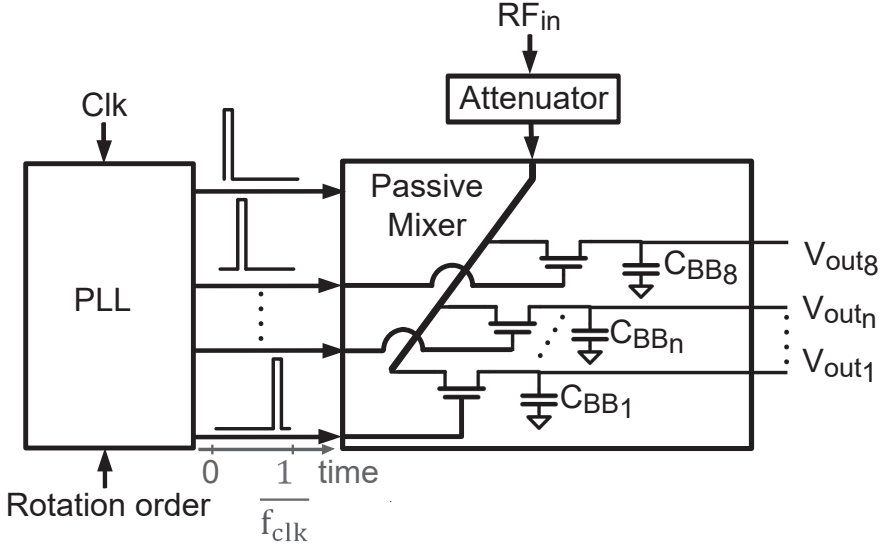 RFin
Attenuator
Clk
Passive
Mixer
PLL
CBB8
Vout8
CBBn
Voutn
CBB1
Vout1
0
1
time
fclk
Rotation order